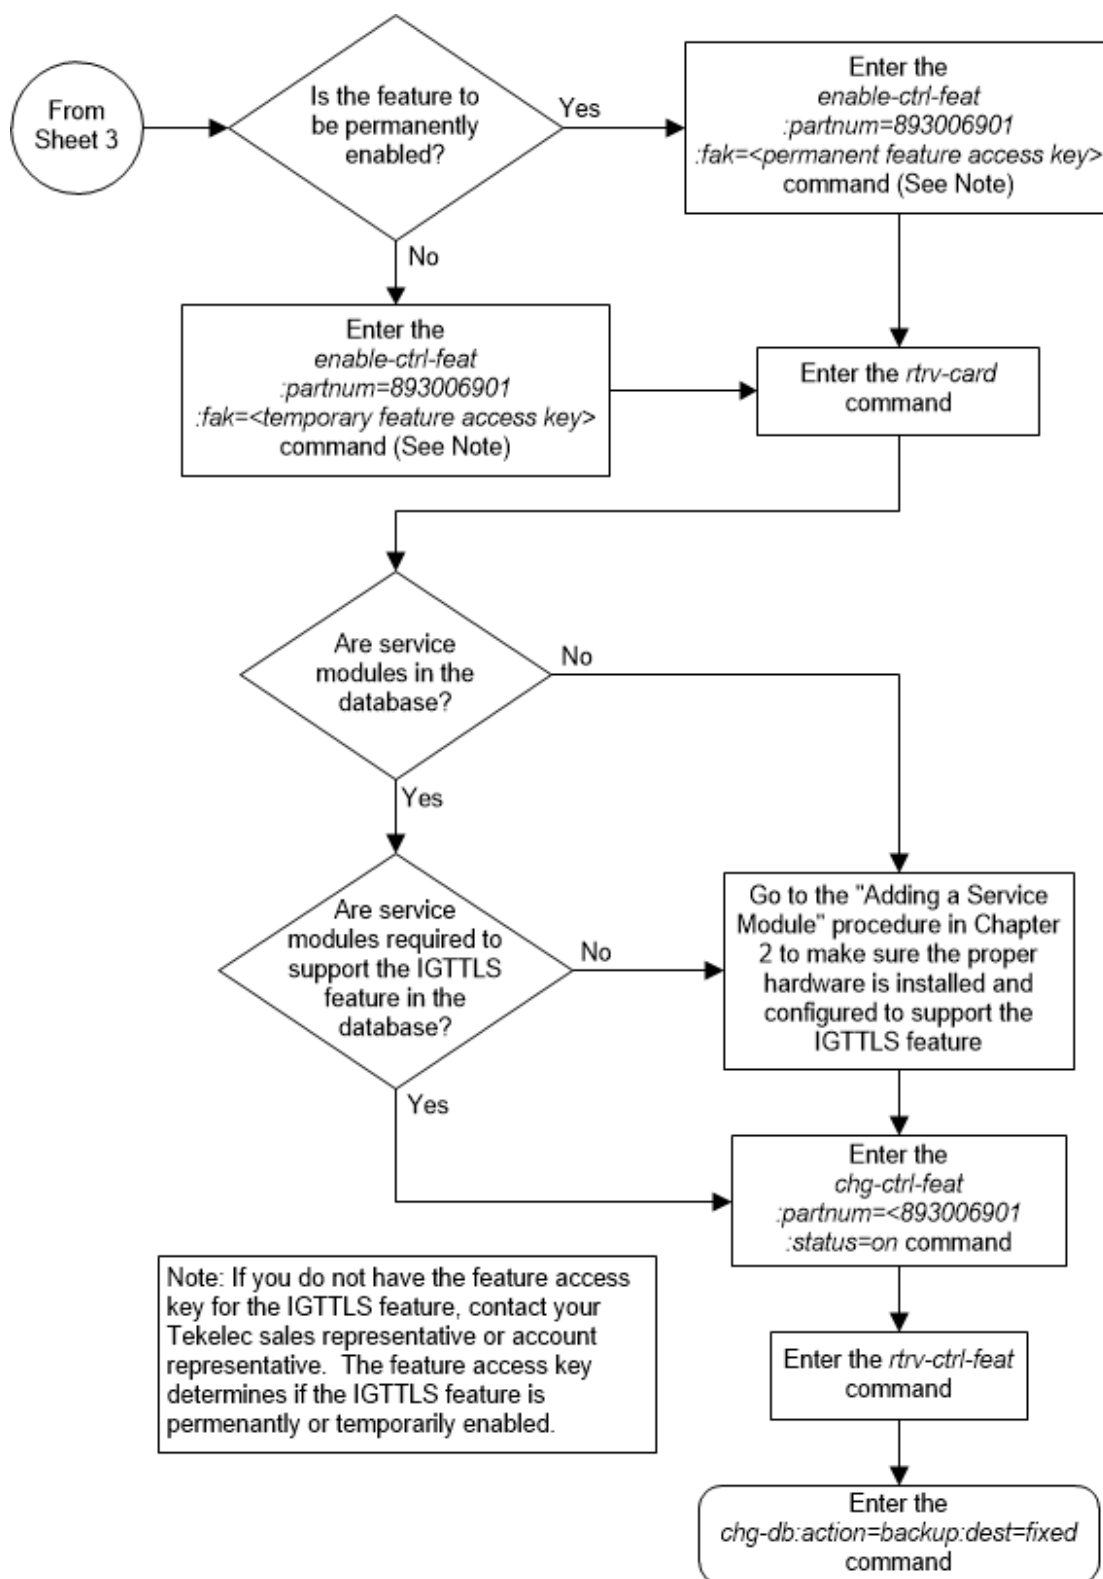 From
Sheet 3
Is the feature to
be permanently
enabled?
Yes
Enter the
enable-ctrl-feat
:partnum=893006901
:fak=<permanent feature access key>
command (See Note)
No
Enter the
enable-ctrl-feat
:partnum=893006901
:fak=<temporary feature access key>
command (See Note)
Enter the rtrv-card
command
Are service
modules in the
database?
No
Yes
Are service
modules required to
support the IGTTLS
feature in the
database?
No
Go to the "Adding a Service
Module" procedure in Chapter
2 to make sure the proper
hardware is installed and
configured to support the
IGTTLS feature
Yes
Enter the
chg-ctrl-feat
:partnum=<893006901
:status=on command
Note: If you do not have the feature access
key for the IGTTLS feature, contact your
Tekelec sales representative or account
representative.  The feature access key
determines if the IGTTLS feature is
permenantly or temporarily enabled.
Enter the rtrv-ctrl-feat
command
Enter the
chg-db:action=backup:dest=fixed
command